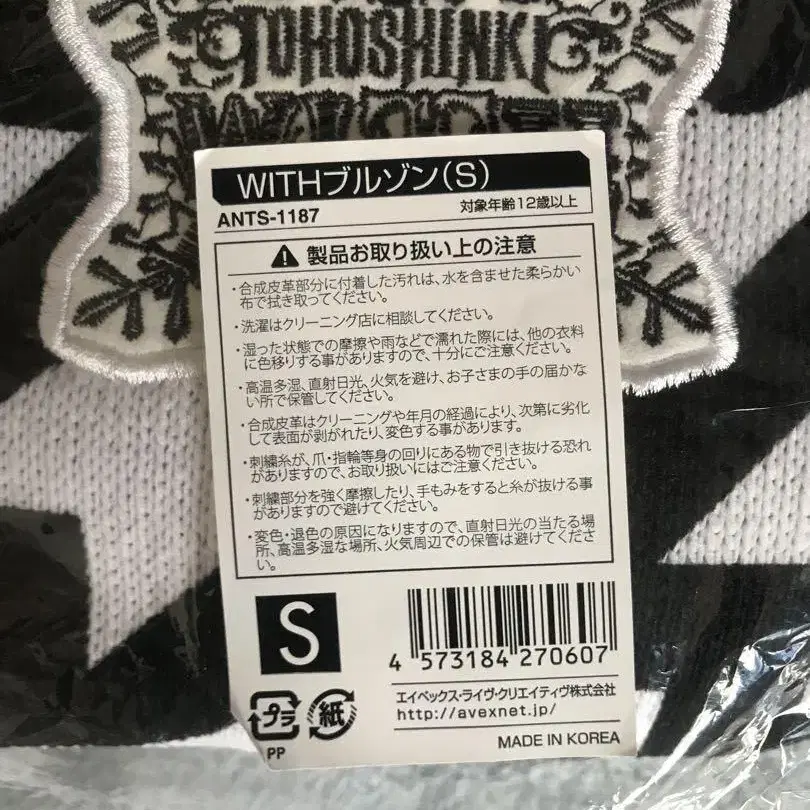 TOHOSHINKI
WITHブルゾン(S)
ANTS-1187
対象年齢12歳以上
製品お取り扱い上の注意
・合成皮革部分に付着した汚れは、水を含ませた柔らかい
布で拭き取ってください。
・洗濯はクリーニング店に相談してください。
・湿った状態での摩擦や雨などで濡れた際には、他の衣料
に色移りする事がありますので、十分にご注意ください。
・高温多湿、直射日光、火気を避け、お子さまの手の届かな
い所で保管してください。
・合成皮革はクリーニングや年月の経過により、次第に劣化
して表面が剥がれたり、変色する事があります。
・刺繍糸が、爪・指輪等身の回りにある物で引き抜ける恐れ
がありますので、お取り扱いにはご注意ください。
・刺繍部分を強く摩擦したり、手もみをすると糸が抜ける事
がありますので避けてください。
・変色・退色の原因になりますので、直射日光の当たる場
所、高温多湿な場所、火気周辺での保管は避けてくださ
い。
S
4 573184 270607
プラ
紙
PP
エイベックス・ライヴ・クリエイティヴ株式会社
http://avexnet.jp/
MADE IN KOREA